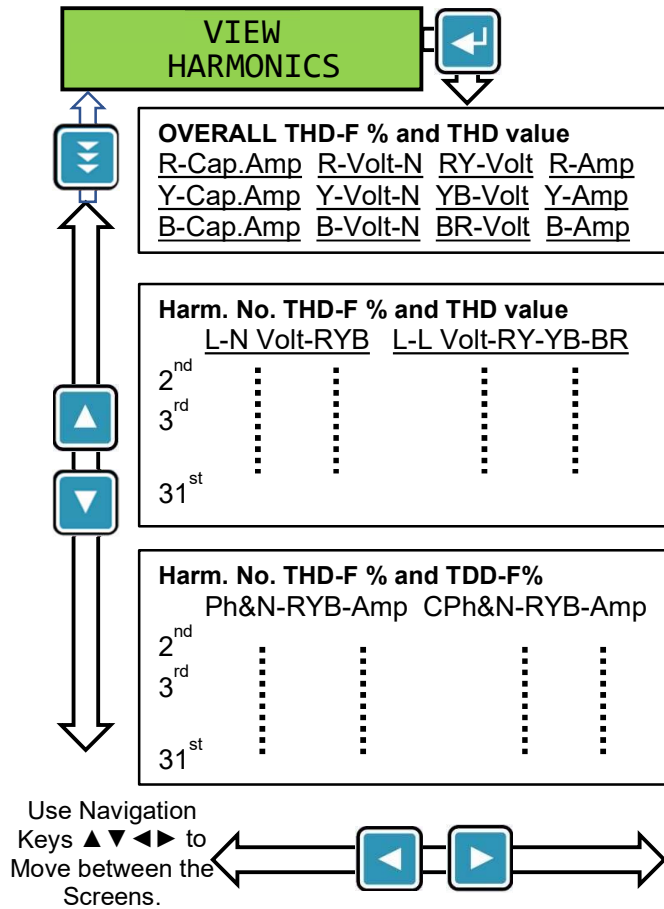 VIEW
HARMONICS
OVERALL THD-F % and THD value
R-Cap.Amp R-Volt-N RY-Volt R-Amp
Y-Cap.Amp Y-Volt-N YB-Volt Y-Amp
B-Cap.Amp B-Volt-N BR-Volt B-Amp
Harm. No. THD-F % and THD value
L-N Volt-RYB L-L Volt-RY-YB-BR
2nd
3rd
31st
Harm. No. THD-F % and TDD-F%
Ph&N-RYB-Amp CPh&N-RYB-Amp
2nd
3rd
31st
Use Navigation
Keys ▲▼◄► to
Move between the
Screens.